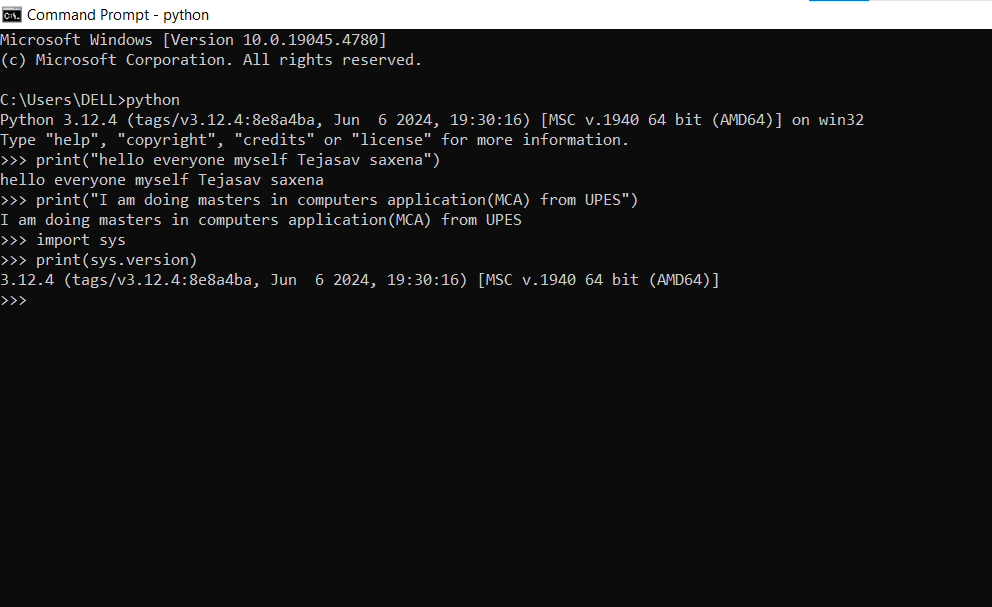 Command Prompt - python
Microsoft Windows [Version 10.0.19045.4780]
(c) Microsoft Corporation. All rights reserved.
C:\Users\DELL>python
Python 3.12.4 (tags/v3.12.4:8e8a4ba, Jun  6 2024, 19:30:16) [MSC v.1940 64 bit (AMD64)] on win32
Type "help", "copyright", "credits" or "license" for more information.
>>> print("hello everyone myself Tejasav saxena")
hello everyone myself Tejasav saxena
>>> print("I am doing masters in computers application(MCA) from UPES")
I am doing masters in computers application(MCA) from UPES
>>> import sys
>>> print(sys.version)
3.12.4 (tags/v3.12.4:8e8a4ba, Jun  6 2024, 19:30:16) [MSC v.1940 64 bit (AMD64)]
>>>